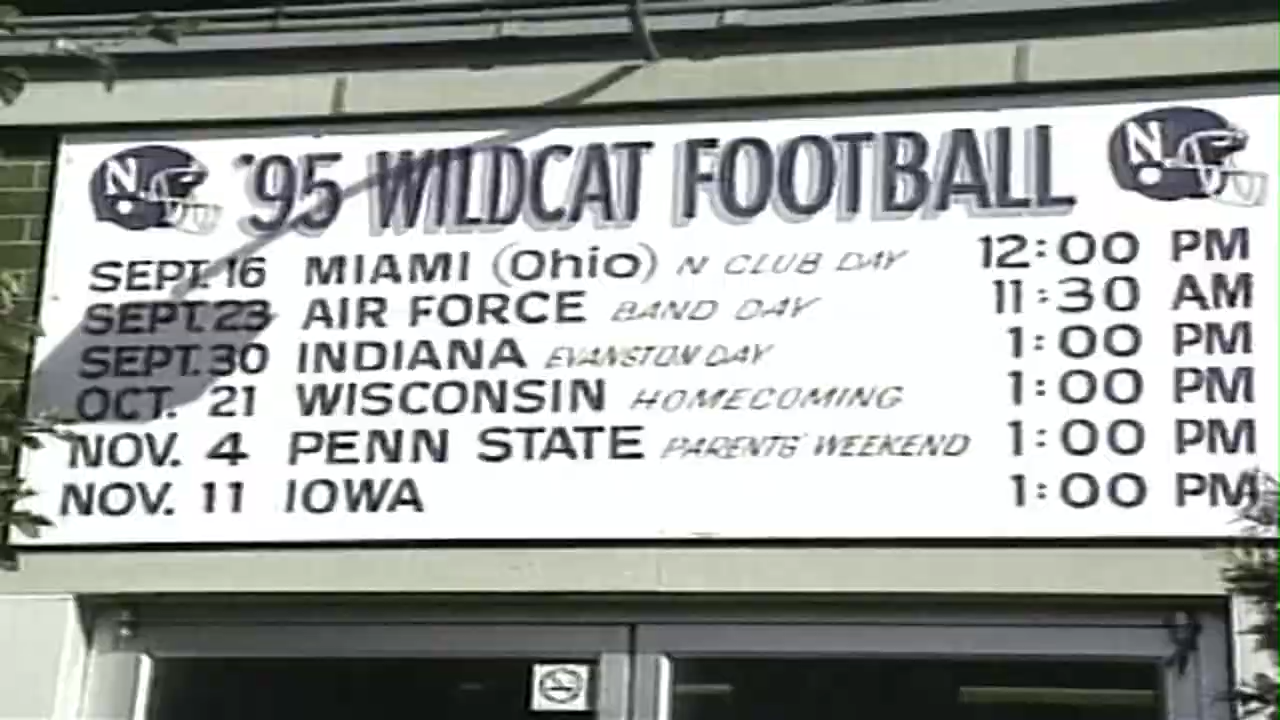 '95 WILDCAT FOOTBALL
SEPT. 16 MIAMI (Ohio) N CLUB DAY 12:00 PM
SEPT. 23 AIR FORCE BAND DAY 11:30 AM
SEPT. 30 INDIANA EVANSTON DAY 1:00 PM
OCT. 21 WISCONSIN HOMECOMING 1:00 PM
NOV. 4 PENN STATE PARENTS' WEEKEND 1:00 PM
NOV. 11 IOWA 1:00 PM
N
N